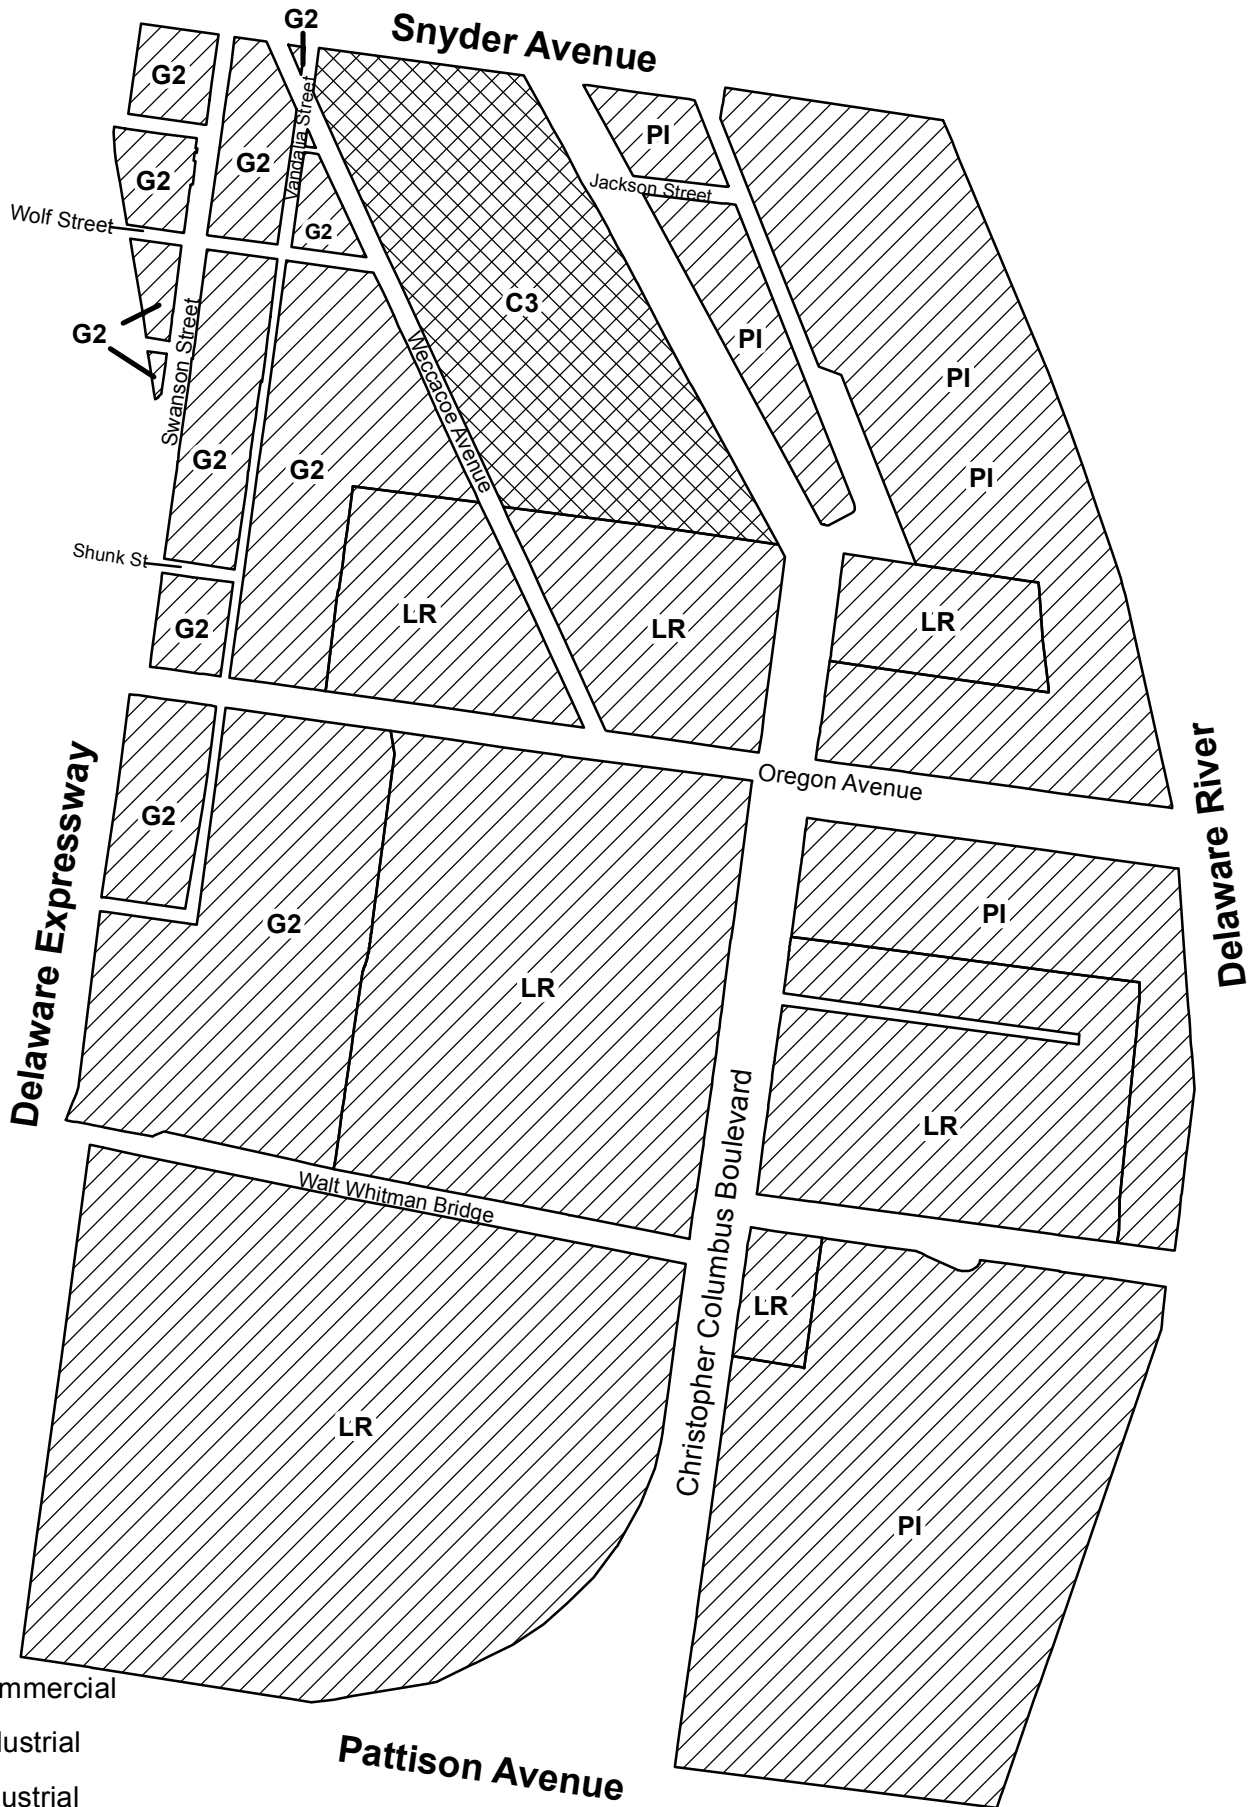 G2
Snyder Avenue
G2
PI
G2
G2
Vandalia Street
Jackson Street
Wolf Street
G2
C3
G2
Swanson Street
PI
Weccacoe Avenue
PI
G2
G2
PI
Shunk St
LR
LR
LR
G2
Oregon Avenue
Delaware Expressway
Delaware River
G2
PI
G2
LR
LR
Christopher Columbus Boulevard
Walt Whitman Bridge
LR
LR
PI
Pattison Avenue